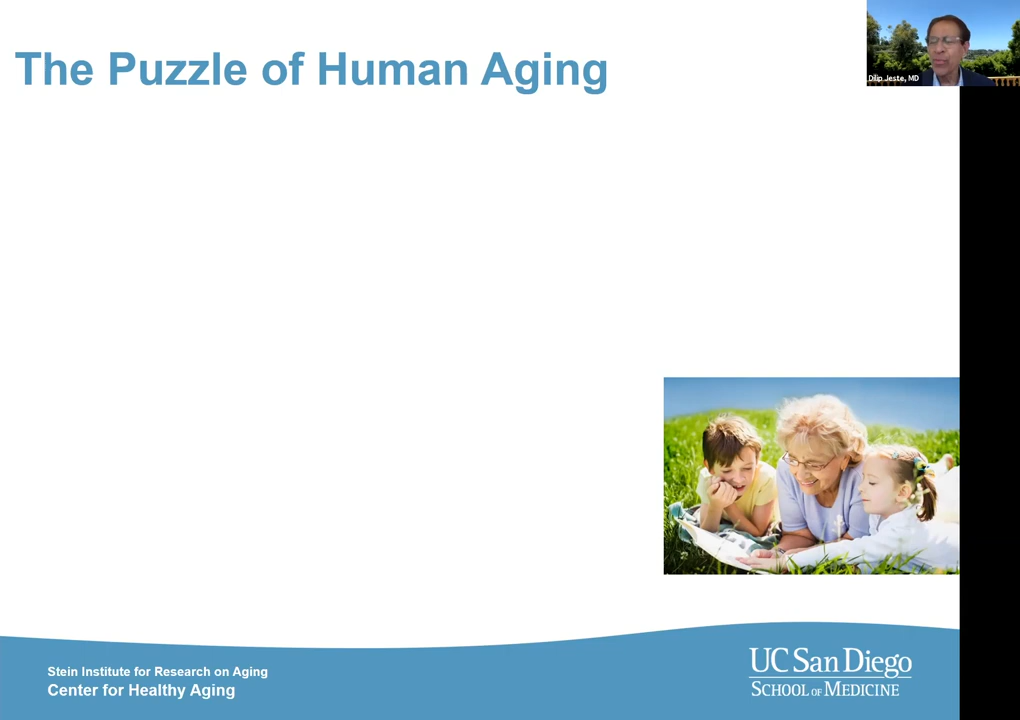 The Puzzle of Human Aging
Dilip Jeste, MD
Stein Institute for Research on Aging
Center for Healthy Aging
UC San Diego
SCHOOL OF MEDICINE